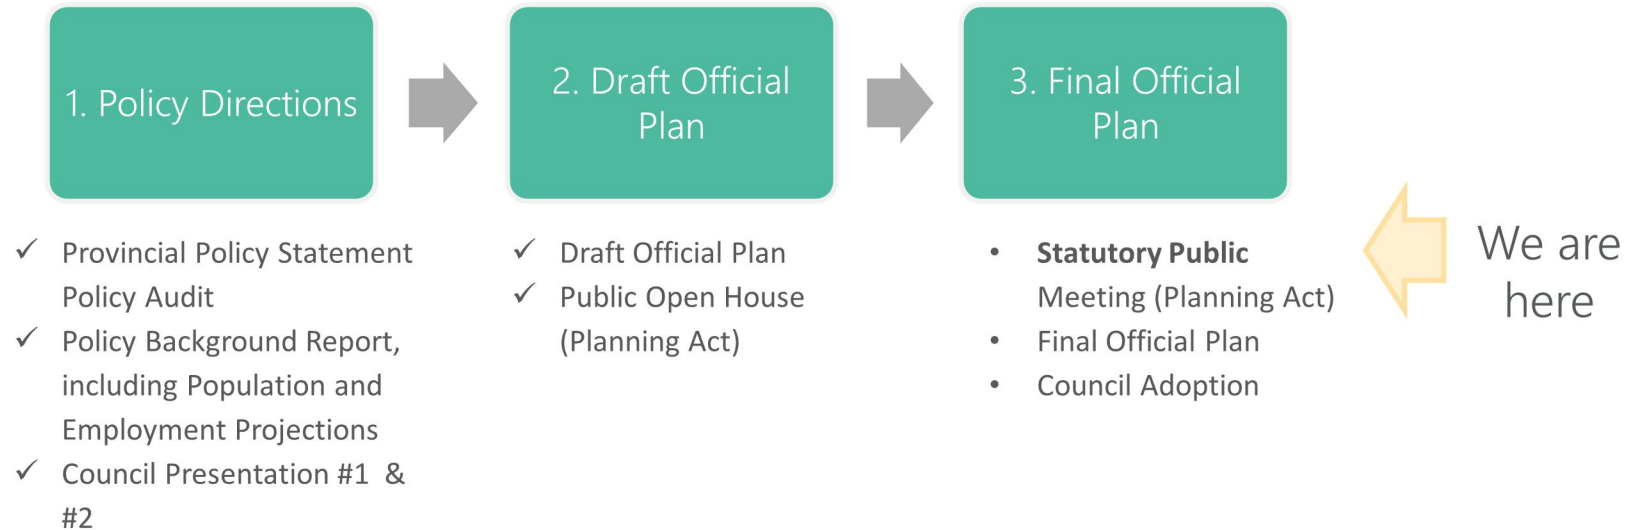 1. Policy Directions
2. Draft Official
Plan
3. Final Official
Plan
✓ Provincial Policy Statement
Policy Audit
✓ Policy Background Report,
including Population and
Employment Projections
✓ Council Presentation #1 &
#2
✓ Draft Official Plan
✓ Public Open House
(Planning Act)
• Statutory Public
Meeting (Planning Act)
• Final Official Plan
• Council Adoption
We are
here